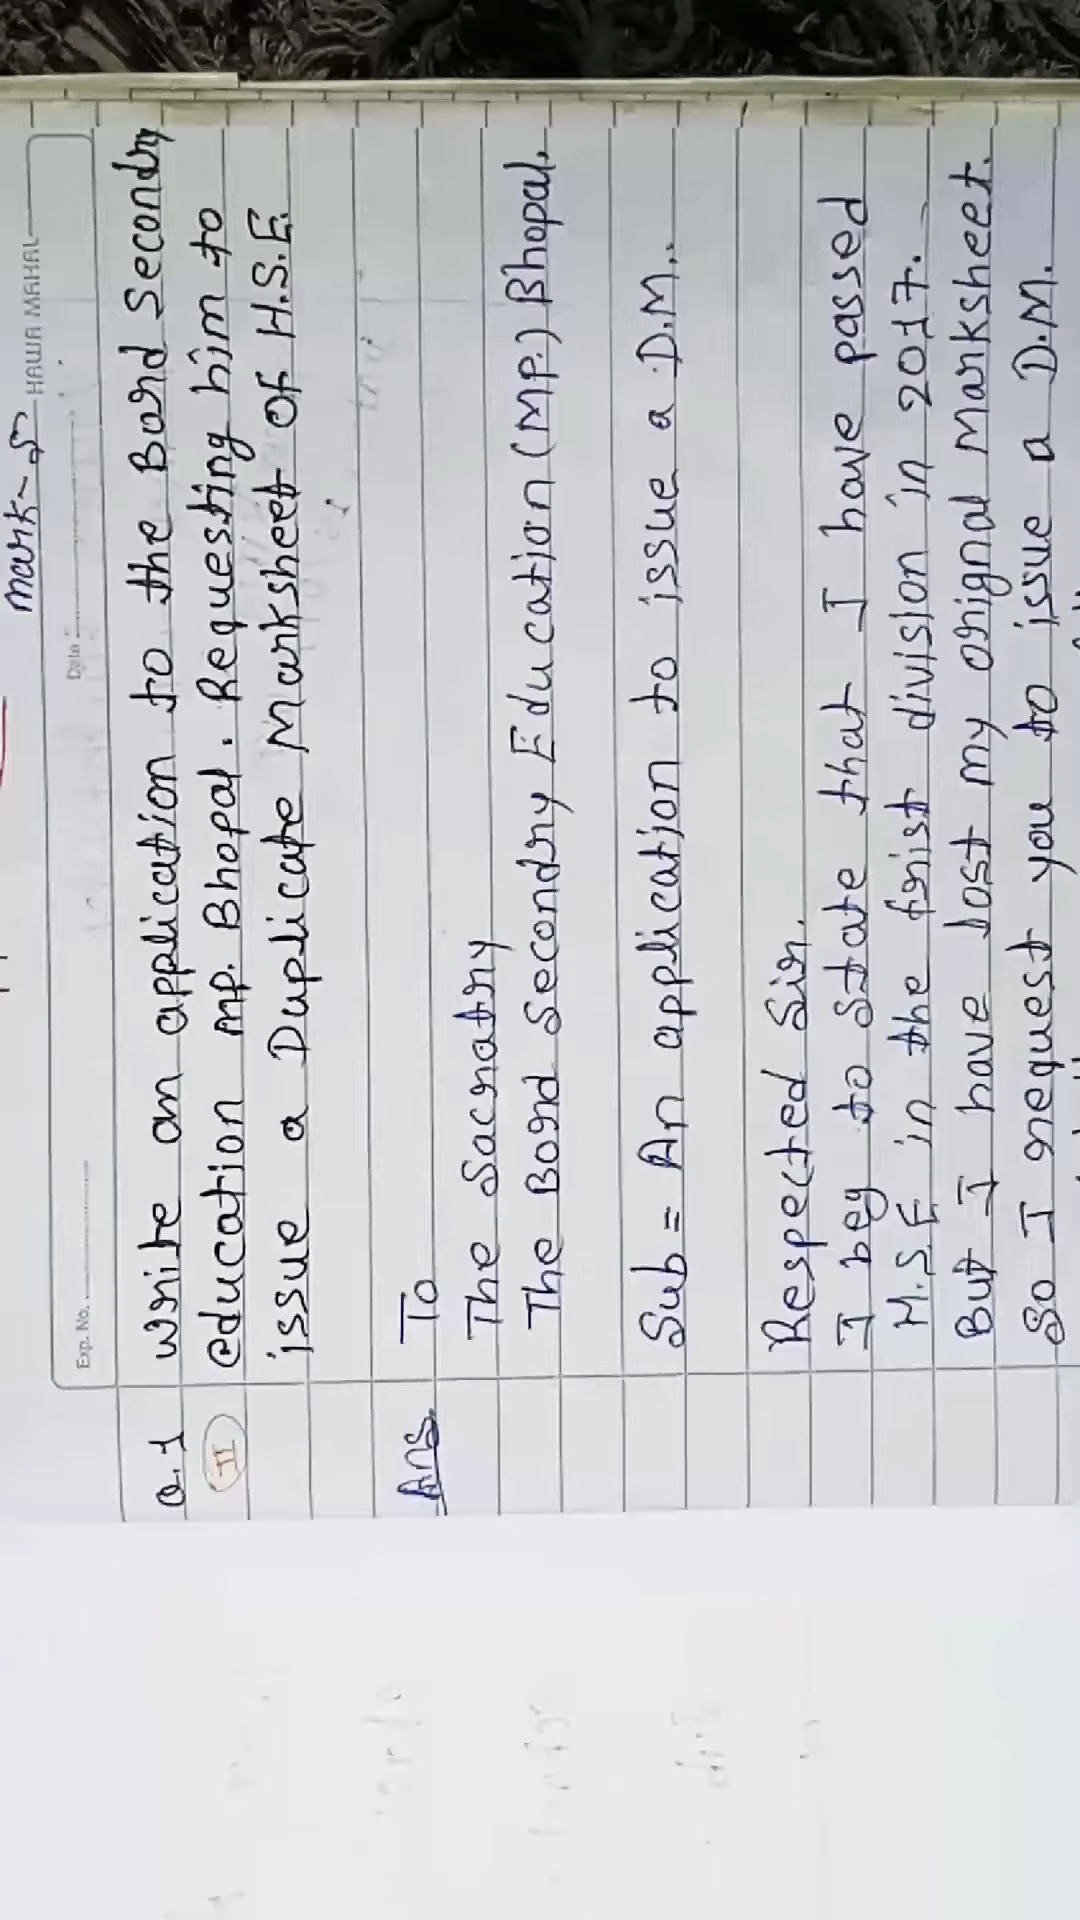 mark - 5
HAWA MAHAL
Exp. No. Date
Q.1 write an application to the Bord Secondry
II education mp. Bhopal. Requesting him to
issue a Duplicate Marksheet of H.S.E.
Ans. To
The Sacratry
The Bord Secondry Education (MP.) Bhopal.
Sub = An application to issue a D.M..
Respected Sir.
I beg to state that I have passed
H.S.E in the frist division in 2017.
But I have lost my orignal Marksheet.
So I request you to issue a D.M.